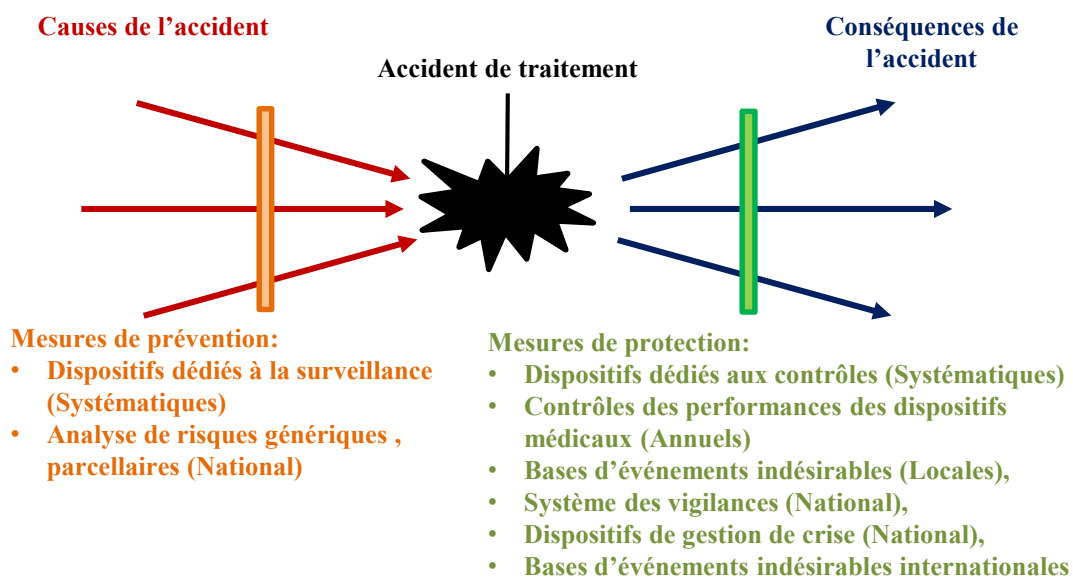 Causes de l’accident
Conséquences de
l’accident
Accident de traitement
Mesures de prévention:
• Dispositifs dédiés à la surveillance
(Systématiques)
• Analyse de risques génériques ,
parcellaires (National)
Mesures de protection:
• Dispositifs dédiés aux contrôles (Systématiques)
• Contrôles des performances des dispositifs
médicaux (Annuels)
• Bases d’événements indésirables (Locales),
• Système des vigilances (National),
• Dispositifs de gestion de crise (National),
• Bases d’événements indésirables internationales